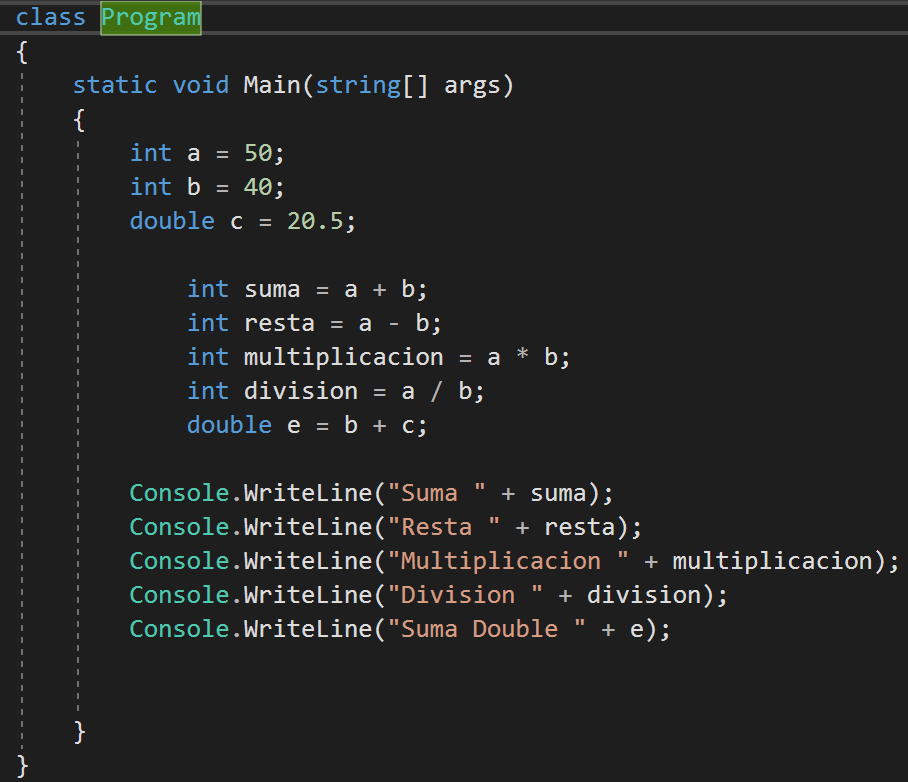 class Program
{
    static void Main(string[] args)
    {
        int a = 50;
        int b = 40;
        double c = 20.5;

            int suma = a + b;
            int resta = a - b;
            int multiplicacion = a * b;
            int division = a / b;
            double e = b + c;

        Console.WriteLine("Suma " + suma);
        Console.WriteLine("Resta " + resta);
        Console.WriteLine("Multiplicacion " + multiplicacion);
        Console.WriteLine("Division " + division);
        Console.WriteLine("Suma Double " + e);

    }
}